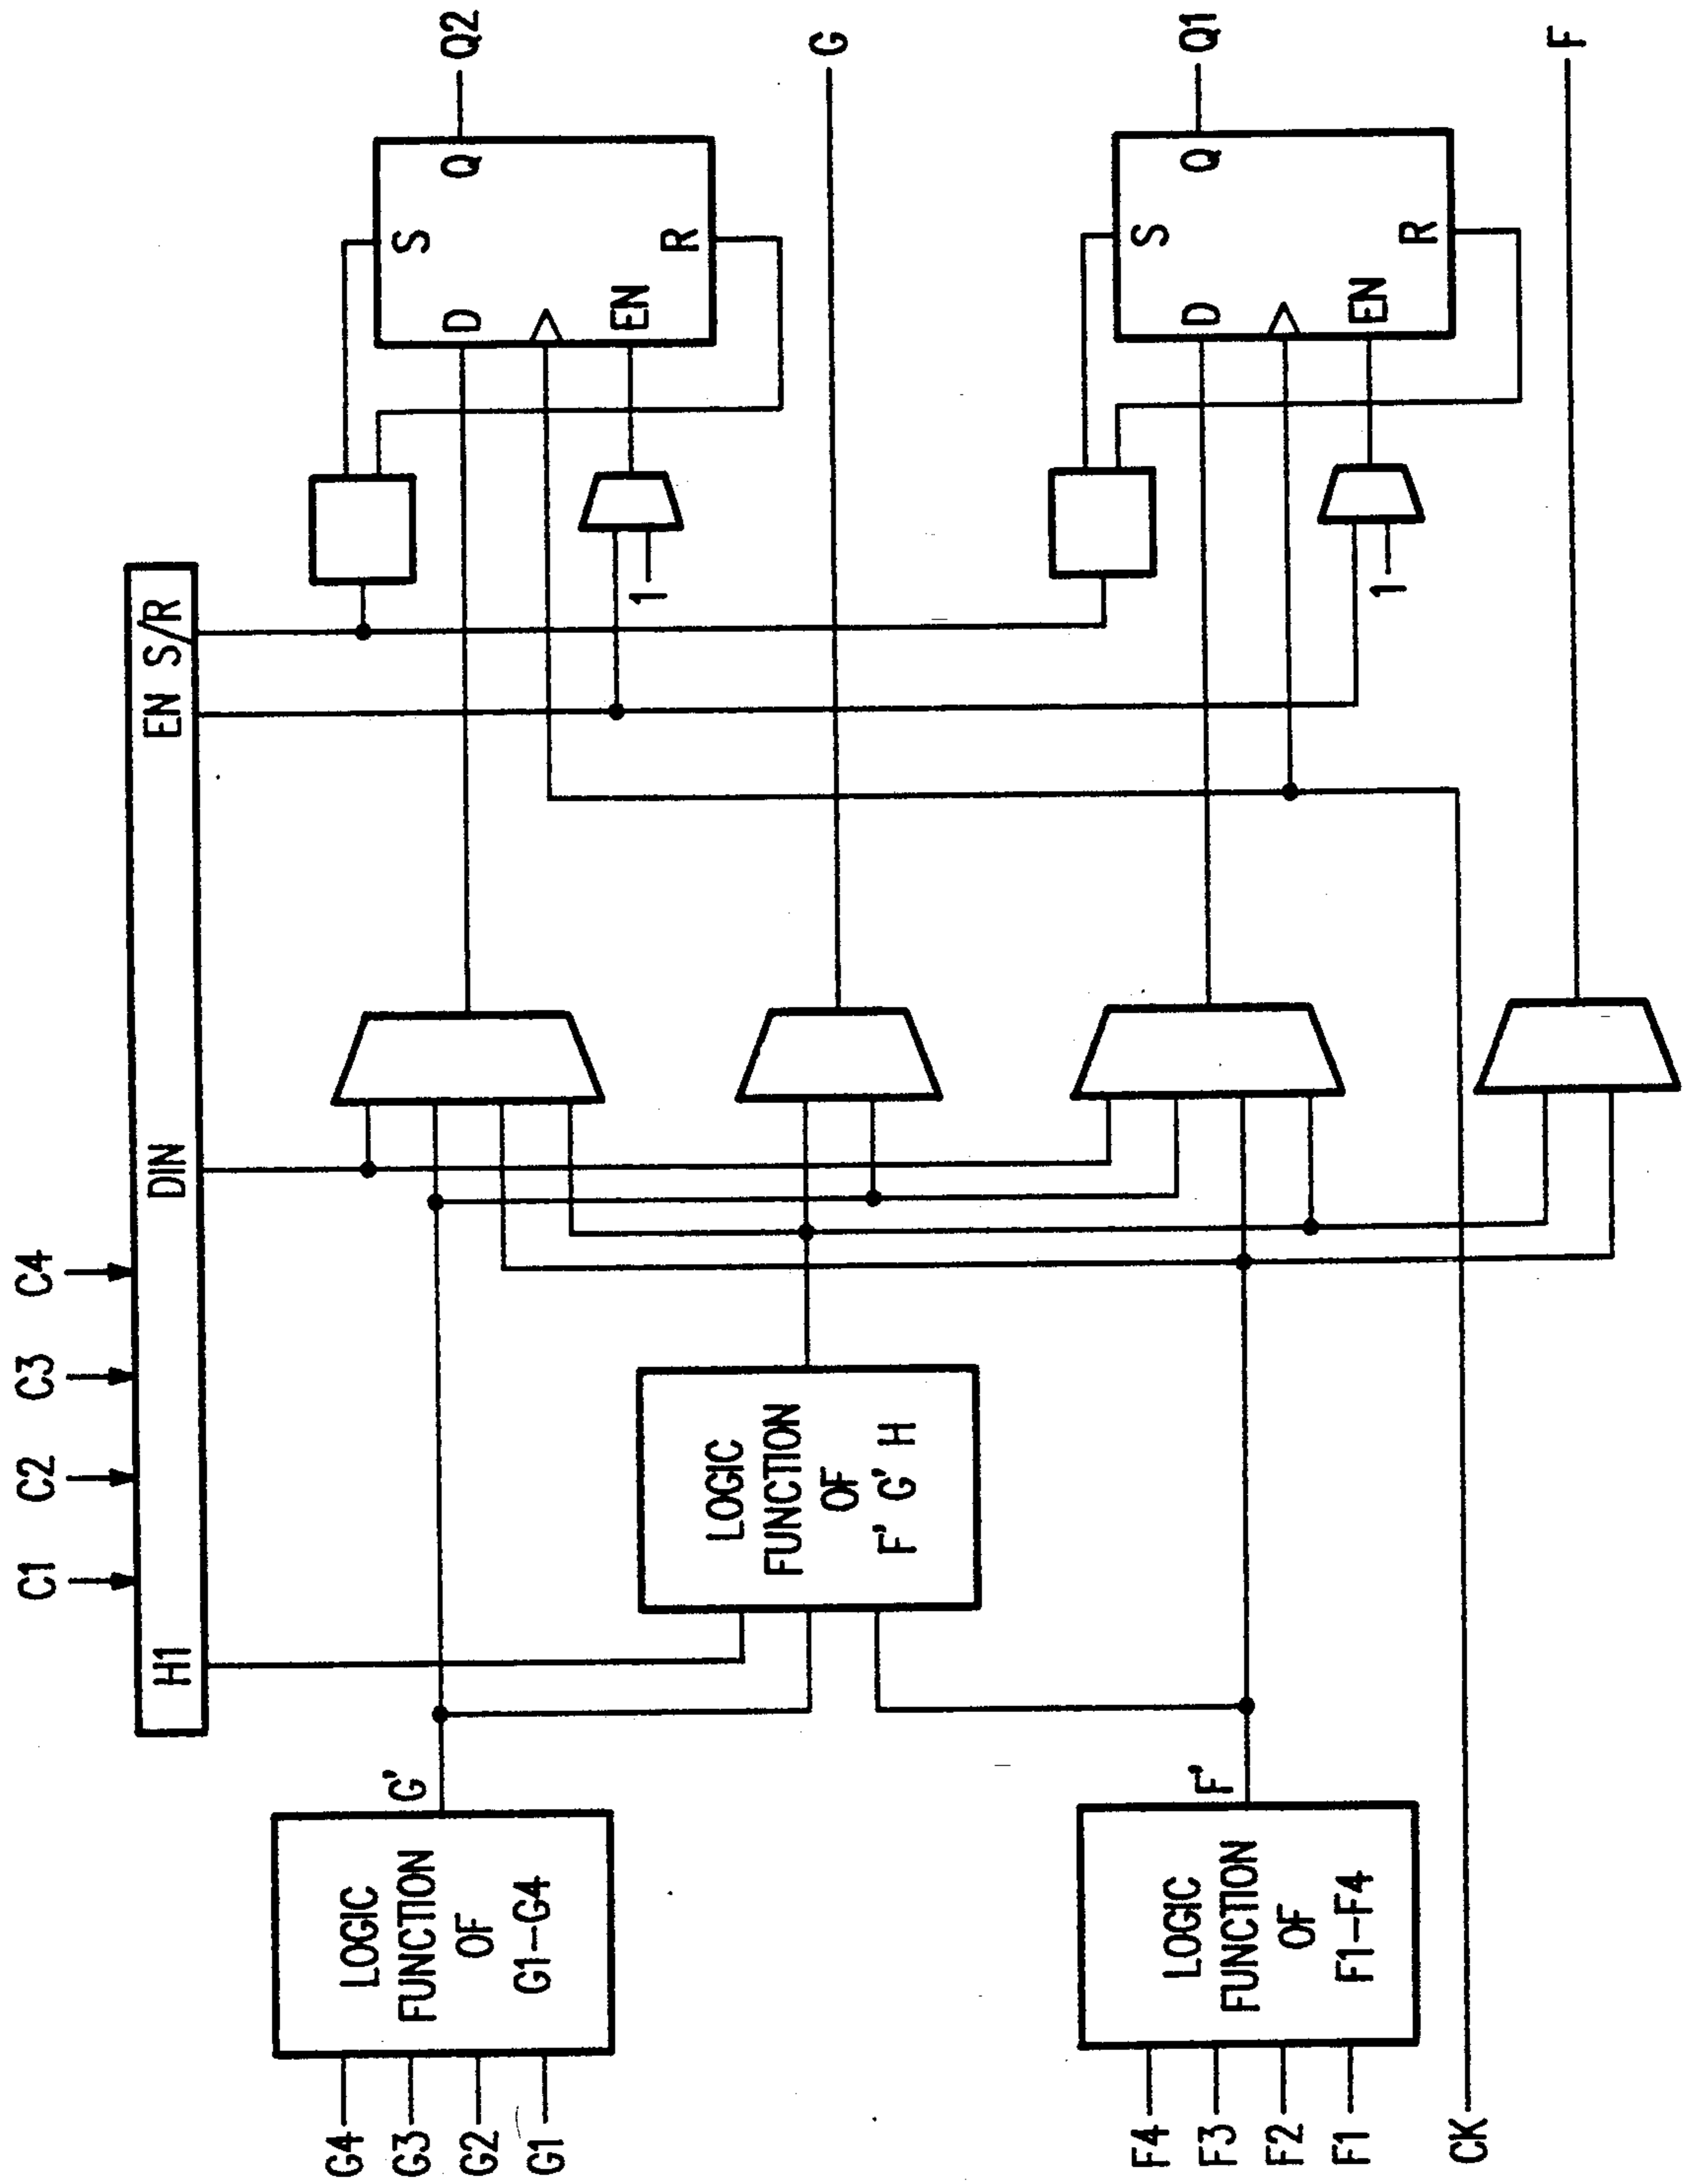 C1
C2
C3
C4
H1
DIN
EN
S/R
G4
G3
G2
G1
LOGIC
FUNCTION
OF
G1-G4
G'
LOGIC
FUNCTION
OF
F' G' H
D
EN
S
R
Q
Q2
1
G
F4
F3
F2
F1
LOGIC
FUNCTION
OF
F1-F4
F'
D
EN
S
R
Q
Q1
1
F
CK